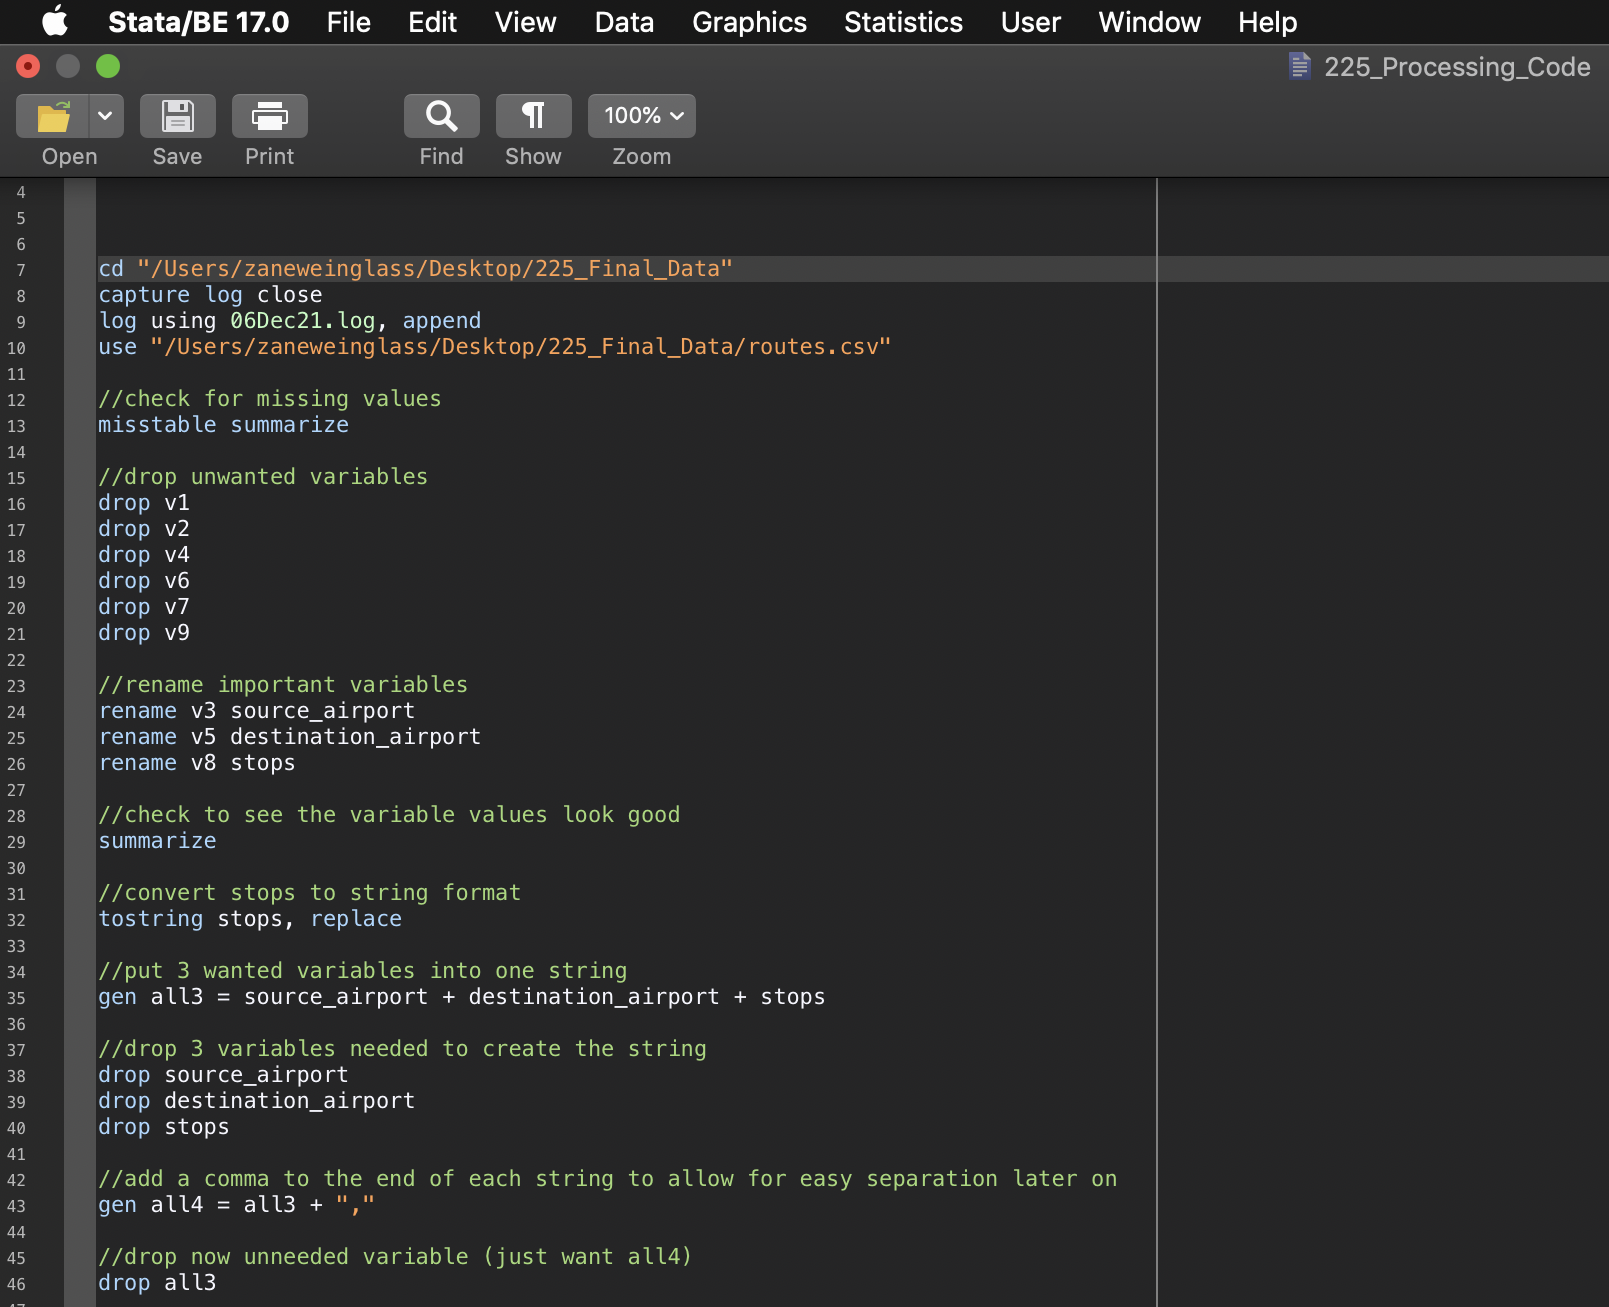 Stata/BE 17.0 File Edit View Data Graphics Statistics User Window Help
225_Processing_Code
100%
Open Save Print Find Show Zoom
4
5
6
7 cd "/Users/zaneweinglass/Desktop/225_Final_Data"
8 capture log close
9 log using 06Dec21.log, append
10 use "/Users/zaneweinglass/Desktop/225_Final_Data/routes.csv"
11
12 //check for missing values
13 misstable summarize
14
15 //drop unwanted variables
16 drop v1
17 drop v2
18 drop v4
19 drop v6
20 drop v7
21 drop v9
22
23 //rename important variables
24 rename v3 source_airport
25 rename v5 destination_airport
26 rename v8 stops
27
28 //check to see the variable values look good
29 summarize
30
31 //convert stops to string format
32 tostring stops, replace
33
34 //put 3 wanted variables into one string
35 gen all3 = source_airport + destination_airport + stops
36
37 //drop 3 variables needed to create the string
38 drop source_airport
39 drop destination_airport
40 drop stops
41
42 //add a comma to the end of each string to allow for easy separation later on
43 gen all4 = all3 + ","
44
45 //drop now unneeded variable (just want all4)
46 drop all3
47